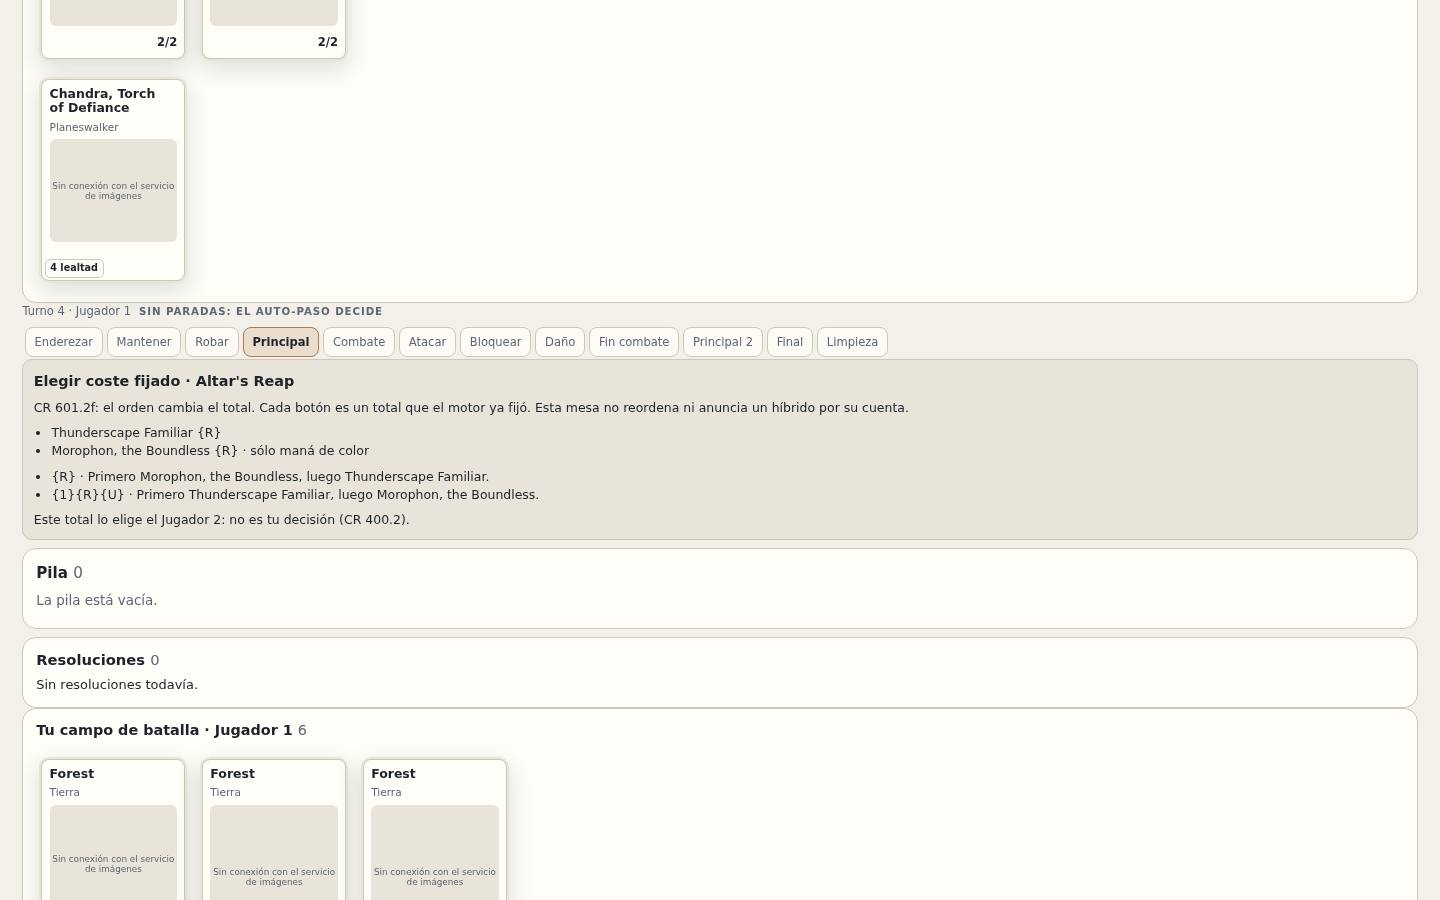 2/2
2/2
Chandra, Torch
of Defiance
Planeswalker
Sin conexión con el servicio
de imágenes
4 lealtad
Turno 4 · Jugador 1 SIN PARADAS: EL AUTO-PASO DECIDE
Enderezar
Mantener
Robar
Principal
Combate
Atacar
Bloquear
Daño
Fin combate
Principal 2
Final
Limpieza
Elegir coste fijado · Altar's Reap
CR 601.2f: el orden cambia el total. Cada botón es un total que el motor ya fijó. Esta mesa no reordena ni anuncia un híbrido por su cuenta.
• Thunderscape Familiar {R}
• Morophon, the Boundless {R} · sólo maná de color
• {R} · Primero Morophon, the Boundless, luego Thunderscape Familiar.
• {1}{R}{U} · Primero Thunderscape Familiar, luego Morophon, the Boundless.
Este total lo elige el Jugador 2: no es tu decisión (CR 400.2).
Pila 0
La pila está vacía.
Resoluciones 0
Sin resoluciones todavía.
Tu campo de batalla · Jugador 1 6
Forest
Tierra
Sin conexión con el servicio
de imágenes
Forest
Tierra
Sin conexión con el servicio
de imágenes
Forest
Tierra
Sin conexión con el servicio
de imágenes